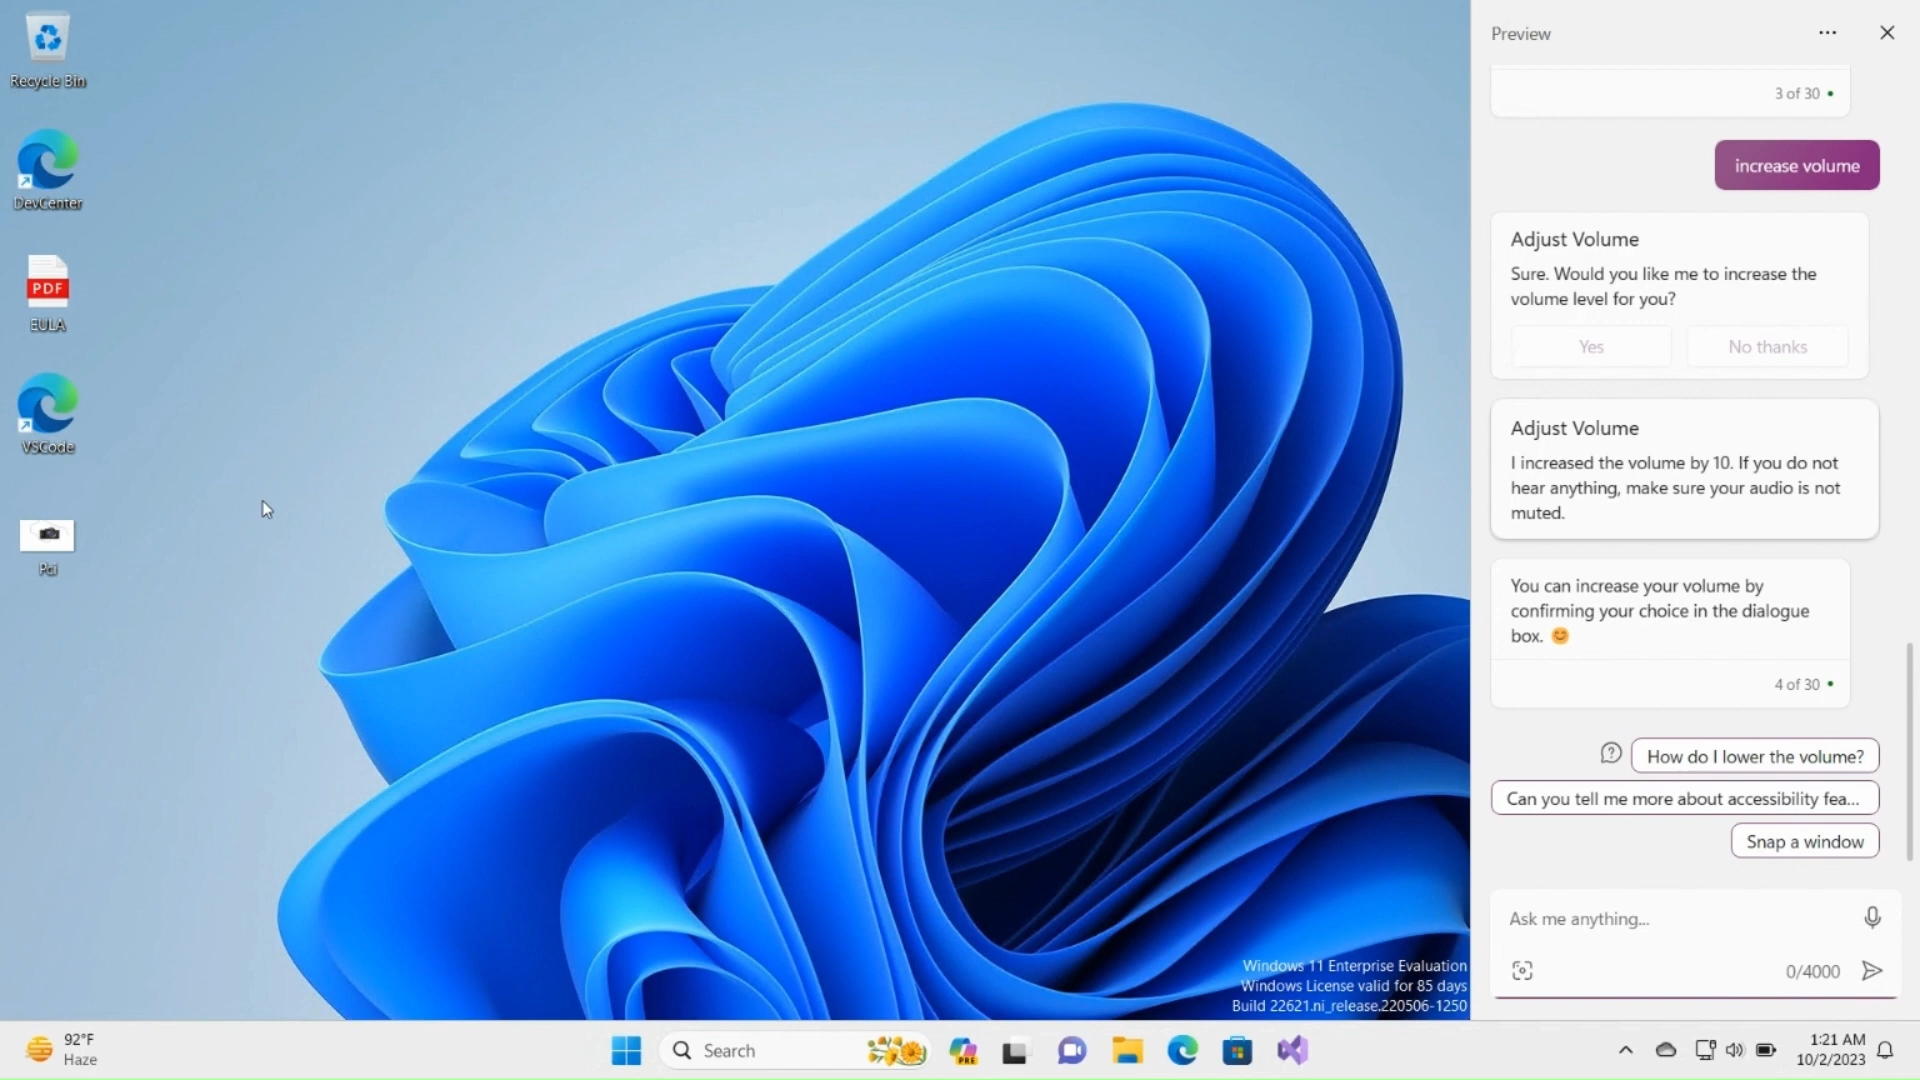 Recycle Bin
DevCenter
PDF
EULA
VSCode
Pci
Preview
3 of 30
increase volume
Adjust Volume
Sure. Would you like me to increase the
volume level for you?
Yes
No thanks
Adjust Volume
I increased the volume by 10. If you do not
hear anything, make sure your audio is not
muted.
You can increase your volume by
confirming your choice in the dialogue
box. 😊
4 of 30
How do I lower the volume?
Can you tell me more about accessibility fea...
Snap a window
Ask me anything...
0/4000
Windows 11 Enterprise Evaluation
Windows License valid for 85 days
Build 22621.ni_release.220506-1250
92°F
Haze
Search
PRE
1:21 AM
10/2/2023